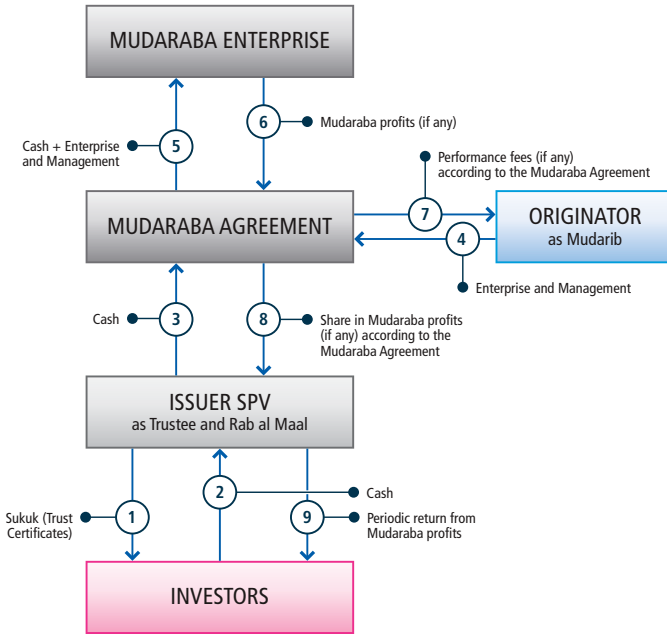 MUDARABA ENTERPRISE
6
Mudaraba profits (if any)
Cash + Enterprise
and Management
5
Performance fees (if any)
according to the Mudaraba Agreement
MUDARABA AGREEMENT
7
4
ORIGINATOR
as Mudarib
Enterprise and Management
Cash
3
8
Share in Mudaraba profits
(if any) according to the
Mudaraba Agreement
ISSUER SPV
as Trustee and Rab al Maal
2
Cash
Sukuk (Trust
Certificates)
1
9
Periodic return from
Mudaraba profits
INVESTORS